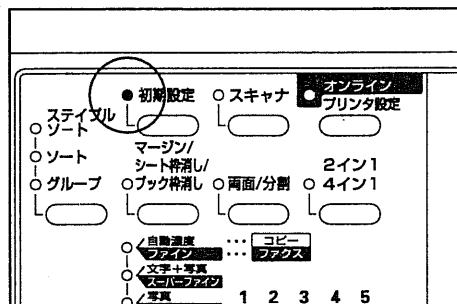 初期設定
スキャナ
オンライン
プリンタ設定
ステイプル
ソート
ソート
グループ
マージン/
シート枠消し/
ブック枠消し
両面/分割
2イン1
4イン1
自動濃度
ファイン
コピー
ファクス
文字+写真
スーパーファイン
写真
1 2 3 4 5